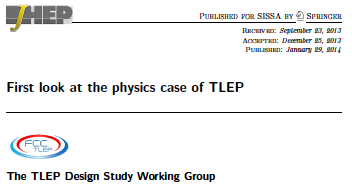 JHEP
PUBLISHED FOR SISSA BY Springer
RECEIVED: September 23, 2013
ACCEPTED: December 25, 2013
PUBLISHED: January 29, 2014
First look at the physics case of TLEP
FCC
TLEP
The TLEP Design Study Working Group